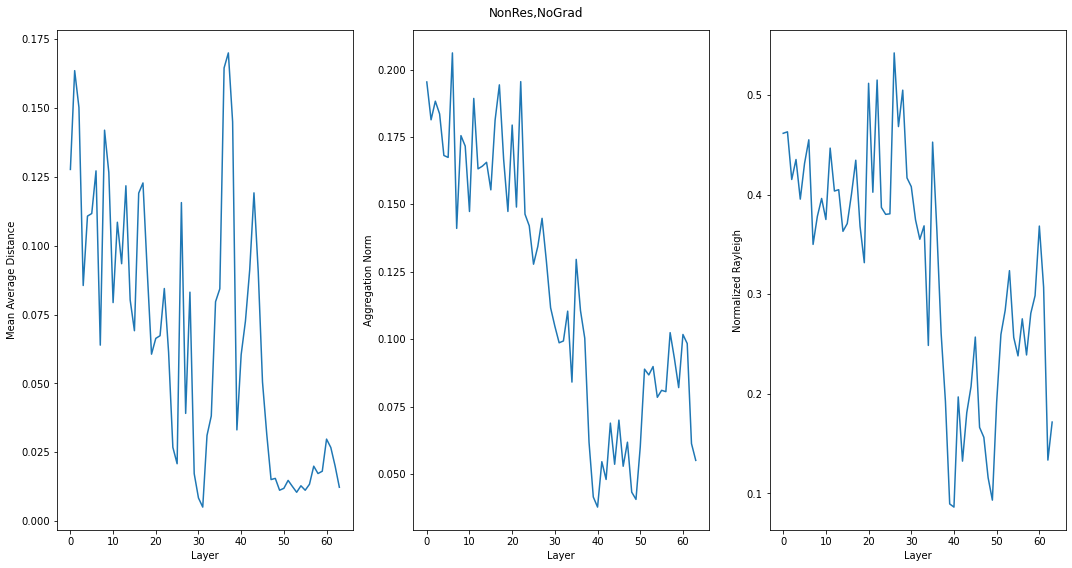 NonRes,NoGrad
Mean Average Distance
0.175
0.150
0.125
0.100
0.075
0.050
0.025
0.000
0 10 20 30 40 50 60
Layer
Aggregation Norm
0.200
0.175
0.150
0.125
0.100
0.075
0.050
0 10 20 30 40 50 60
Layer
Normalized Rayleigh
0.5
0.4
0.3
0.2
0.1
0 10 20 30 40 50 60
Layer